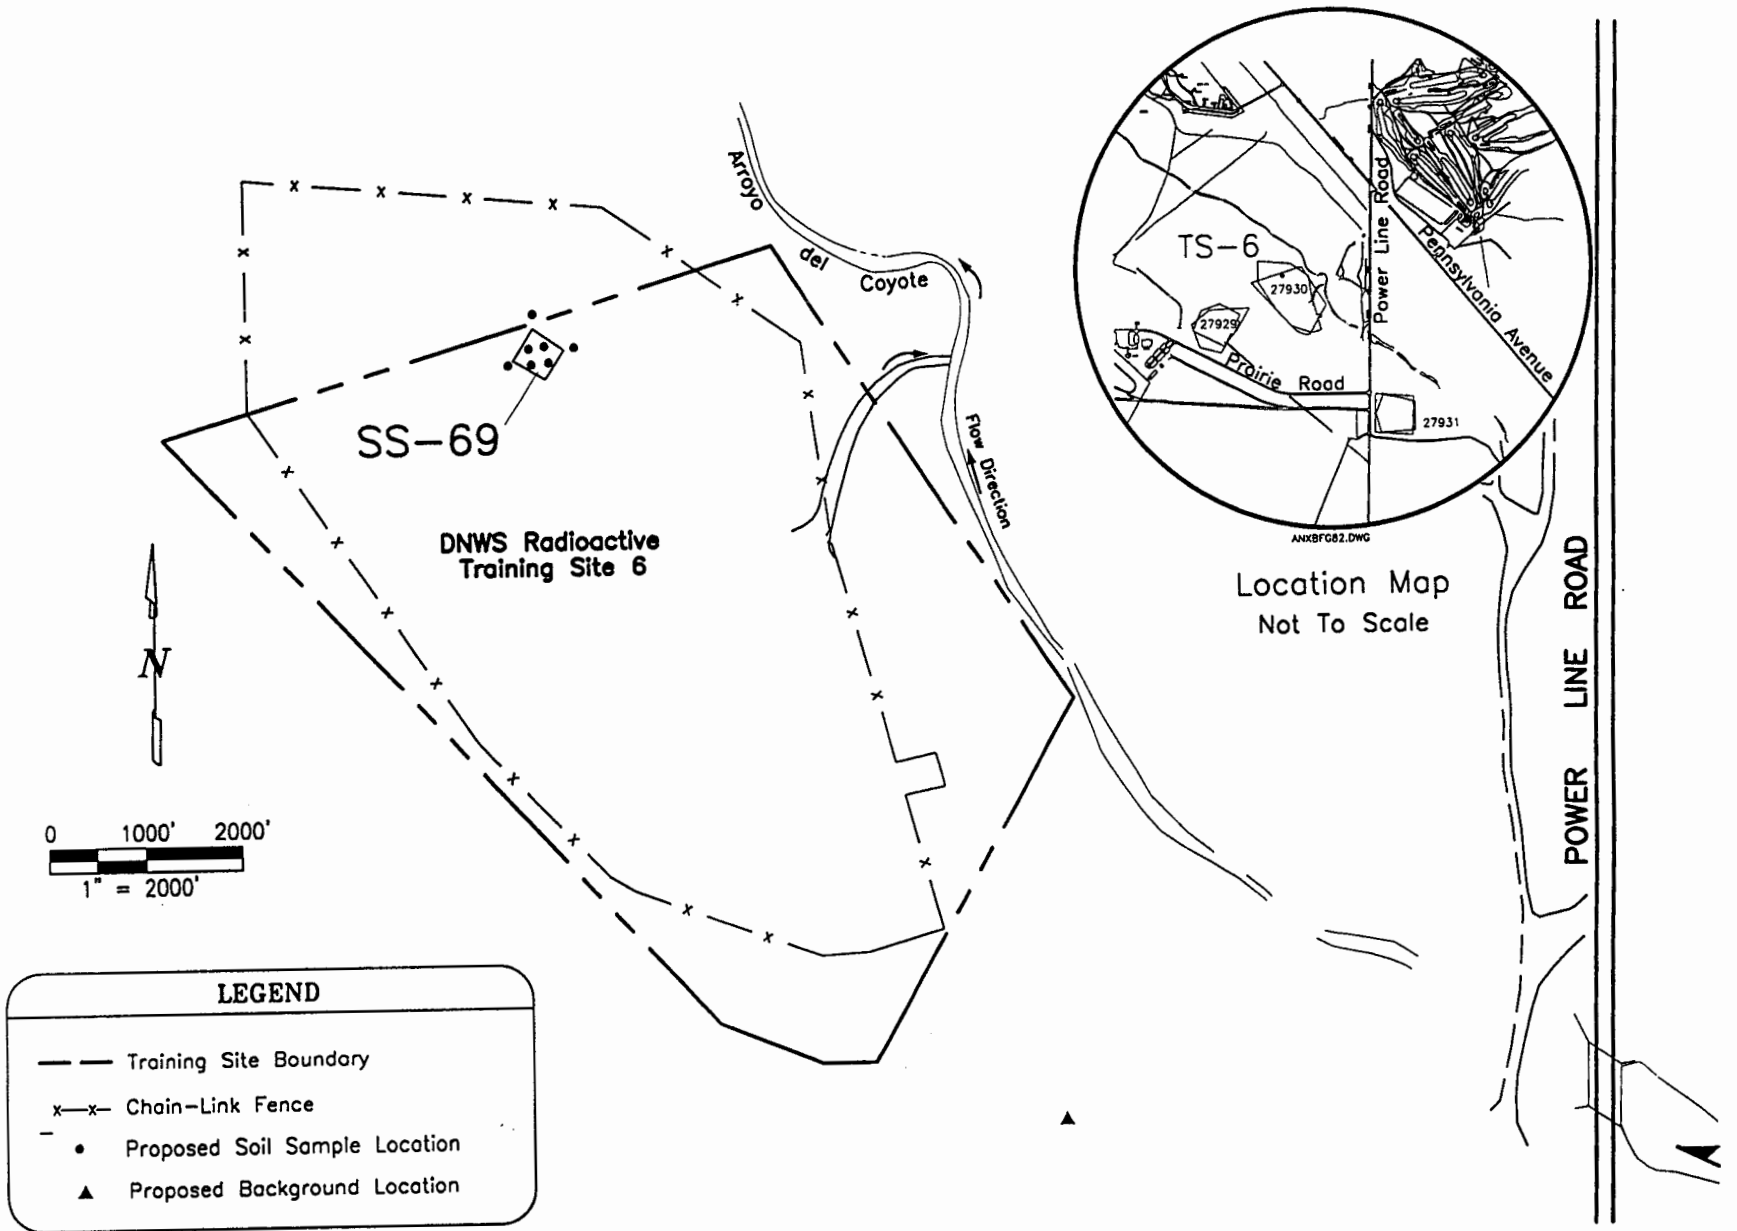 Arroyo
del
Coyote
Flow Direction
SS-69
DNWS Radioactive
Training Site 6
N
0 1000' 2000'
1" = 2000'
LEGEND
Training Site Boundary
x—x— Chain-Link Fence
Proposed Soil Sample Location
Proposed Background Location
TS-6
27930
27929
27931
Prairie Road
Power Line Road
Pennsylvania Avenue
ANXBFG82.DWG
Location Map
Not To Scale
POWER LINE ROAD